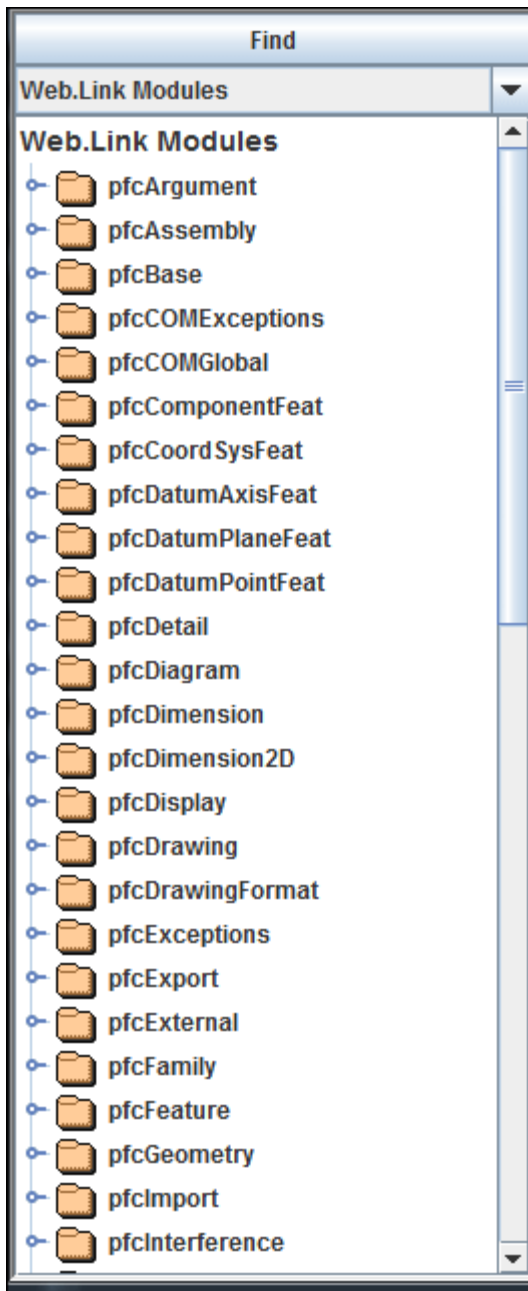 Find
Web.Link Modules
Web.Link Modules
pfcArgument
pfcAssembly
pfcBase
pfcCOMExceptions
pfcCOMGlobal
pfcComponentFeat
pfcCoordSysFeat
pfcDatumAxisFeat
pfcDatumPlaneFeat
pfcDatumPointFeat
pfcDetail
pfcDiagram
pfcDimension
pfcDimension2D
pfcDisplay
pfcDrawing
pfcDrawingFormat
pfcExceptions
pfcExport
pfcExternal
pfcFamily
pfcFeature
pfcGeometry
pfcImport
pfcInterference